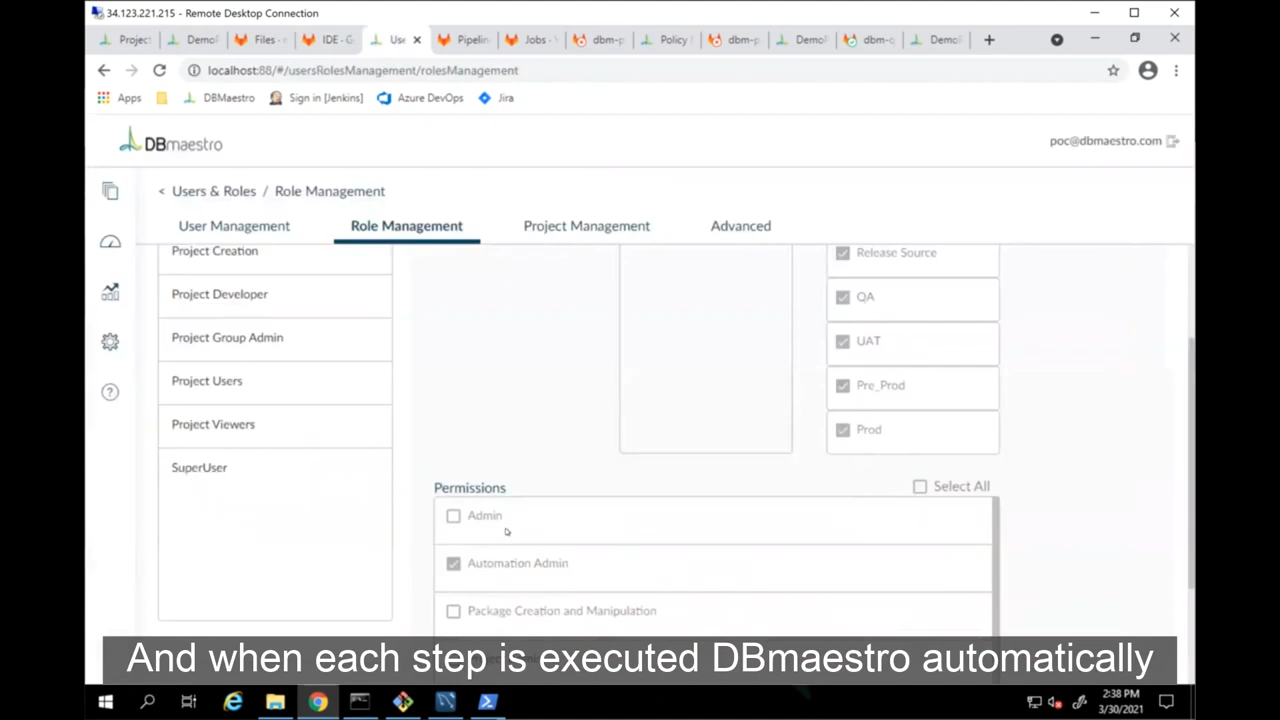 34.123.221.215 - Remote Desktop Connection
Project
Demo
Files -
IDE - G
Use
Pipelin
Jobs -
dbm-p
Policy
dbm-p
Demo
dbm-q
Demo
localhost:88/#/usersRolesManagement/rolesManagement
Apps
DBMaestro
Sign in [Jenkins]
Azure DevOps
Jira
DBmaestro
poc@dbmaestro.com
< Users & Roles / Role Management
User Management
Role Management
Project Management
Advanced
Project Creation
Project Developer
Project Group Admin
Project Users
Project Viewers
SuperUser
Release Source
QA
UAT
Pre_Prod
Prod
Permissions
Select All
Admin
Automation Admin
Package Creation and Manipulation
And when each step is executed DBmaestro automatically
2:38 PM
3/30/2021